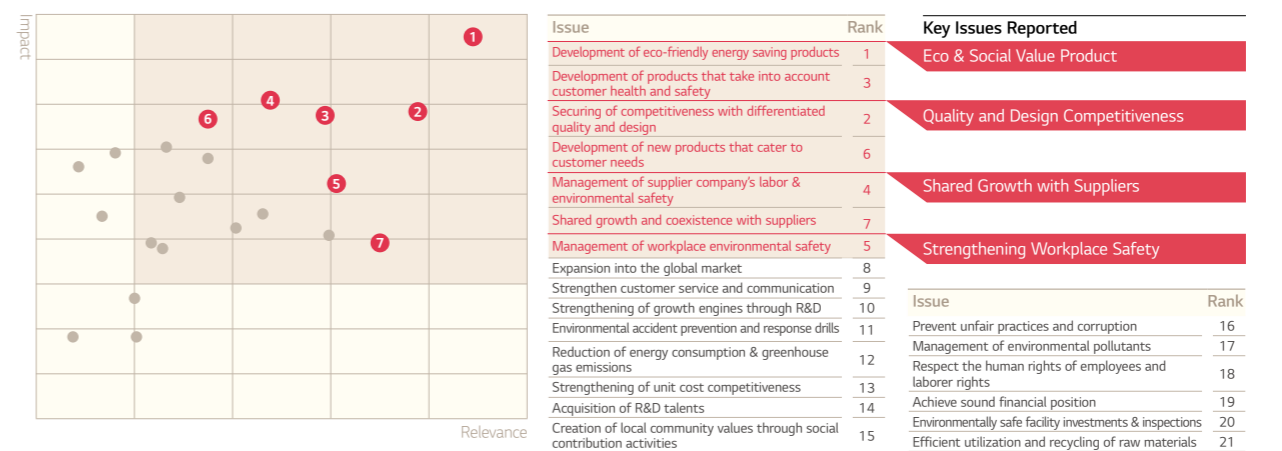 Impact
1
2
3
4
5
6
7
Relevance
Issue Rank
Development of eco-friendly energy saving products 1
Development of products that take into account
customer health and safety 3
Securing of competitiveness with differentiated
quality and design 2
Development of new products that cater to
customer needs 6
Management of supplier company's labor &
environmental safety 4
Shared growth and coexistence with suppliers 7
Management of workplace environmental safety 5
Expansion into the global market 8
Strengthen customer service and communication 9
Strengthening of growth engines through R&D 10
Environmental accident prevention and response drills 11
Reduction of energy consumption & greenhouse
gas emissions 12
Strengthening of unit cost competitiveness 13
Acquisition of R&D talents 14
Creation of local community values through social
contribution activities 15
Key Issues Reported
Eco & Social Value Product
Quality and Design Competitiveness
Shared Growth with Suppliers
Strengthening Workplace Safety
Issue Rank
Prevent unfair practices and corruption 16
Management of environmental pollutants 17
Respect the human rights of employees and
laborer rights 18
Achieve sound financial position 19
Environmentally safe facility investments & inspections 20
Efficient utilization and recycling of raw materials 21